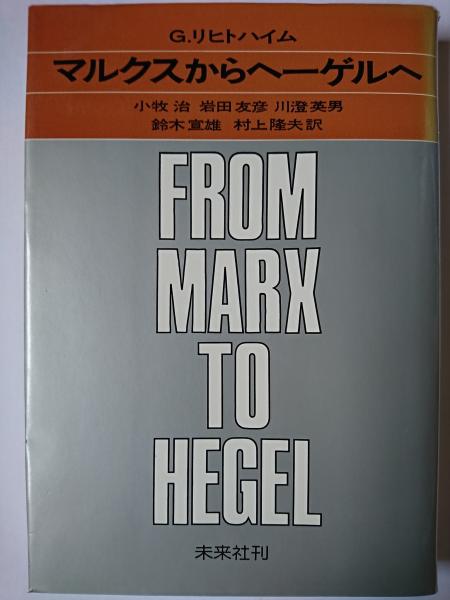 G.リヒトハイム
マルクスからヘーゲルへ
小牧 治 岩田友彦 川澄英男
鈴木宣雄 村上隆夫訳
FROM
MARX
TO
HEGEL
未来社刊